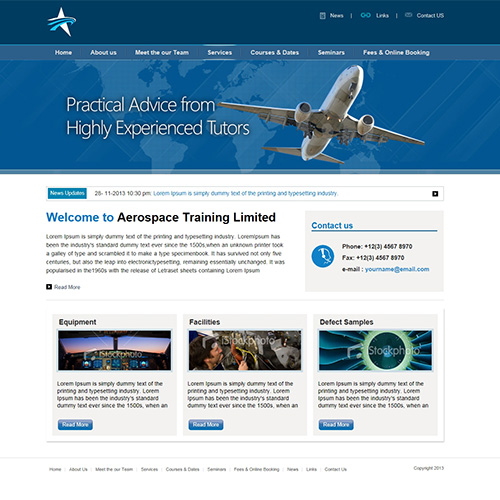 News | Links | Contact US
Home About us Meet the our Team Services Courses & Dates Seminars Fees & Online Booking
Practical Advice from
Highly Experienced Tutors
News Updates 28- 11-2013 10:30 pm: Lorem Ipsum is simply dummy text of the printing and typesetting industry.
Welcome to Aerospace Training Limited
Lorem Ipsum is simply dummy text of the printing and typesetting industry. Loremipsum has
been the industry's standard dummy text ever since the 1500s,when an unknown printer took
a galley of type and scrambled it to make a type specimenbook. It has survived not only five
centuries, but also the leap into electronictypesetting, remaining essentially unchanged. It was
popularised in the1960s with the release of Letraset sheets containing Lorem Ipsum
Read More
Contact us
Phone: +12(3) 4567 8970
Fax: +12(3) 4567 8970
e-mail : yourname@email.com
Equipment
iStockphoto
Lorem Ipsum is simply dummy text of the
printing and typesetting industry. Lorem
Ipsum has been the industry's standard
dummy text ever since the 1500s, when an
Read More
Facilities
iStockphoto
Lorem Ipsum is simply dummy text of the
printing and typesetting industry. Lorem
Ipsum has been the industry's standard
dummy text ever since the 1500s, when an
Read More
Defect Samples
iStockphoto
Lorem Ipsum is simply dummy text of the
printing and typesetting industry. Lorem
Ipsum has been the industry's standard
dummy text ever since the 1500s, when an
Read More
Home | About Us | Meet the our Team | Services | Courses & Dates | Seminars | Fees & Online Booking | News | Links | Contact Us
Copyright 2013